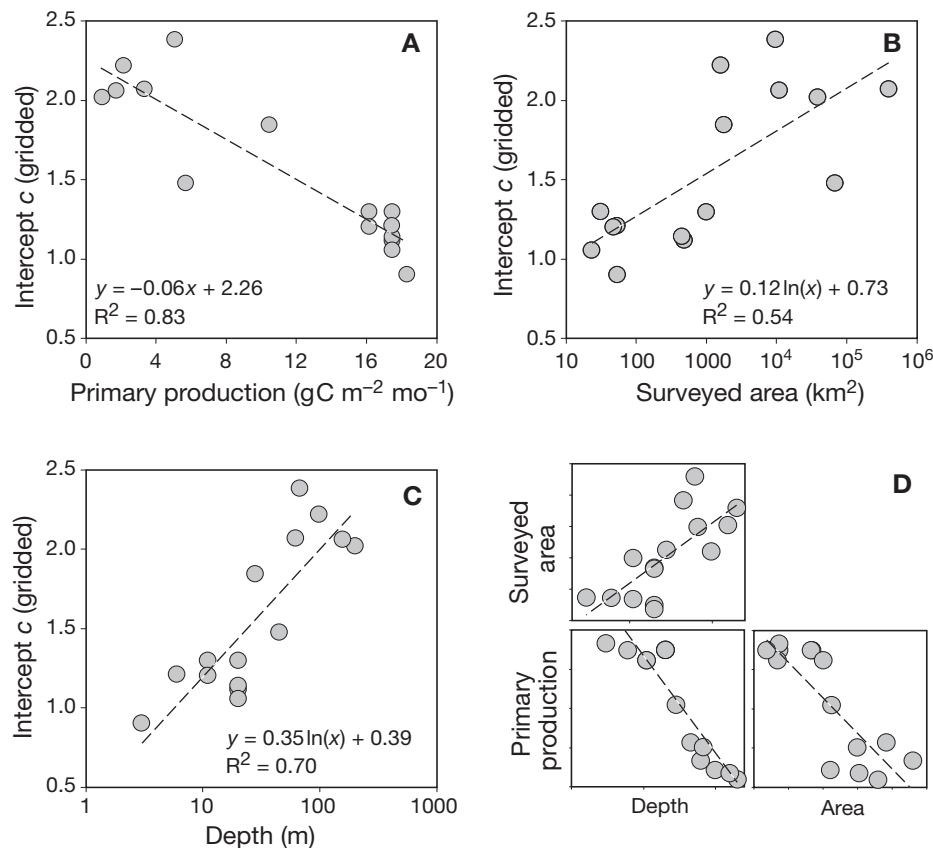 A
2.5
2.0
1.5
1.0
0.5
Intercept c (gridded)
y = −0.06x + 2.26
R² = 0.83
0 4 8 12 16 20
Primary production (gC m⁻² mo⁻¹)
B
2.5
2.0
1.5
1.0
0.5
Intercept c (gridded)
y = 0.12ln(x) + 0.73
R² = 0.54
10 100 1000 10⁴ 10⁵ 10⁶
Surveyed area (km²)
C
2.5
2.0
1.5
1.0
0.5
Intercept c (gridded)
y = 0.35ln(x) + 0.39
R² = 0.70
1 10 100 1000
Depth (m)
D
Surveyed
area
Primary
production
Depth
Area